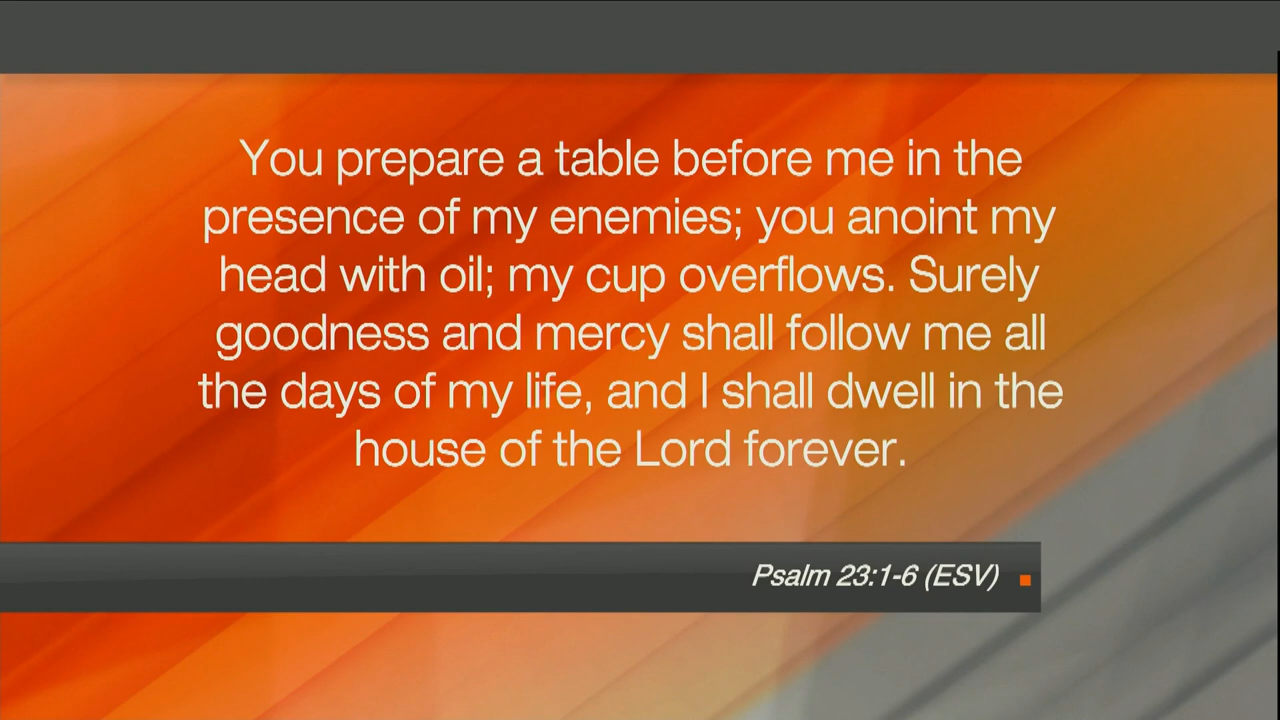 You prepare a table before me in the
presence of my enemies; you anoint my
head with oil; my cup overflows. Surely
goodness and mercy shall follow me all
the days of my life, and I shall dwell in the
house of the Lord forever.
Psalm 23:1-6 (ESV)